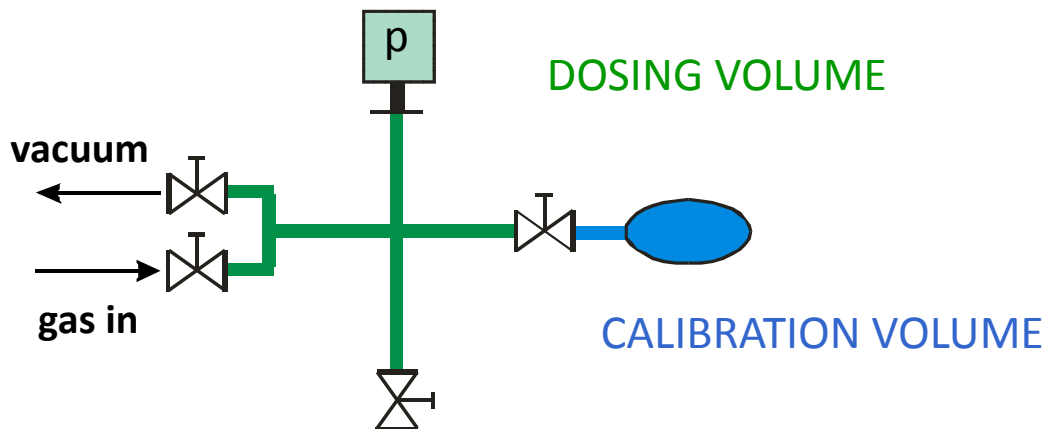 p
DOSING VOLUME
vacuum
gas in
CALIBRATION VOLUME